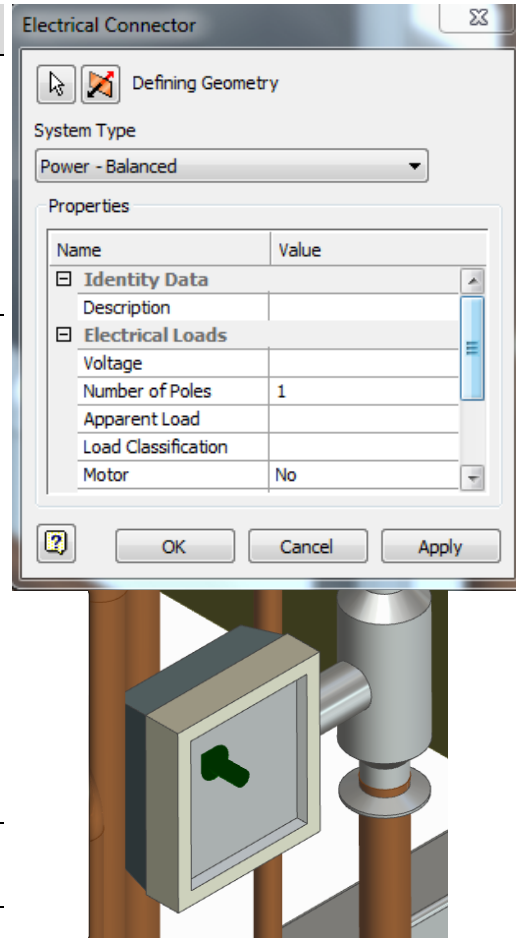 Electrical Connector
Defining Geometry
System Type
Power - Balanced
Properties
Name Value
Identity Data
Description
Electrical Loads
Voltage
Number of Poles 1
Apparent Load
Load Classification
Motor No
OK Cancel Apply